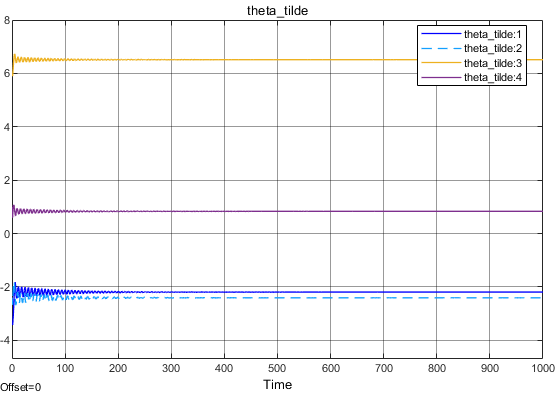 theta_tilde
8
6
4
2
0
-2
-4
theta_tilde:1
theta_tilde:2
theta_tilde:3
theta_tilde:4
0 100 200 300 400 500 600 700 800 900 1000
Offset=0
Time